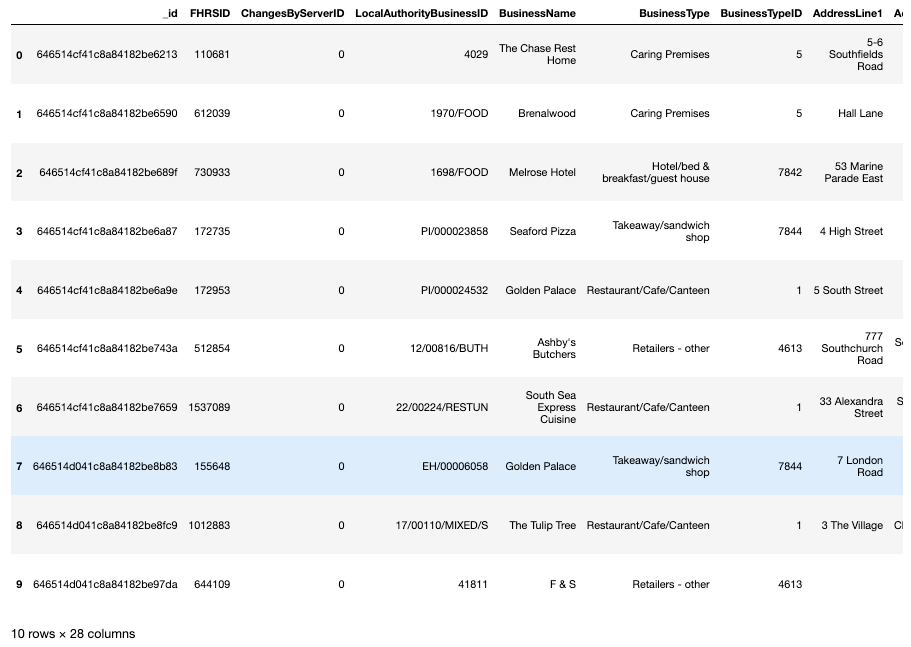 _id FHRSID ChangesByServerID LocalAuthorityBusinessID BusinessName BusinessType BusinessTypeID AddressLine1
0 646514cf41c8a84182be6213 110681 0 4029 The Chase Rest Home Caring Premises 5 5-6 Southfields Road
1 646514cf41c8a84182be6590 612039 0 1970/FOOD Brenalwood Caring Premises 5 Hall Lane
2 646514cf41c8a84182be689f 730933 0 1698/FOOD Melrose Hotel Hotel/bed & breakfast/guest house 7842 53 Marine Parade East
3 646514cf41c8a84182be6a87 172735 0 PI/000023858 Seaford Pizza Takeaway/sandwich shop 7844 4 High Street
4 646514cf41c8a84182be6a9e 172953 0 PI/000024532 Golden Palace Restaurant/Cafe/Canteen 1 5 South Street
5 646514cf41c8a84182be743a 512854 0 12/00816/BUTH Ashby's Butchers Retailers - other 4613 777 Southchurch Road
6 646514cf41c8a84182be7659 1537089 0 22/00224/RESTUN South Sea Express Cuisine Restaurant/Cafe/Canteen 1 33 Alexandra Street
7 646514d041c8a84182be8b83 155648 0 EH/00006058 Golden Palace Takeaway/sandwich shop 7844 7 London Road
8 646514d041c8a84182be8fc9 1012883 0 17/00110/MIXED/S The Tulip Tree Restaurant/Cafe/Canteen 1 3 The Village
9 646514d041c8a84182be97da 644109 0 41811 F & S Retailers - other 4613
10 rows × 28 columns